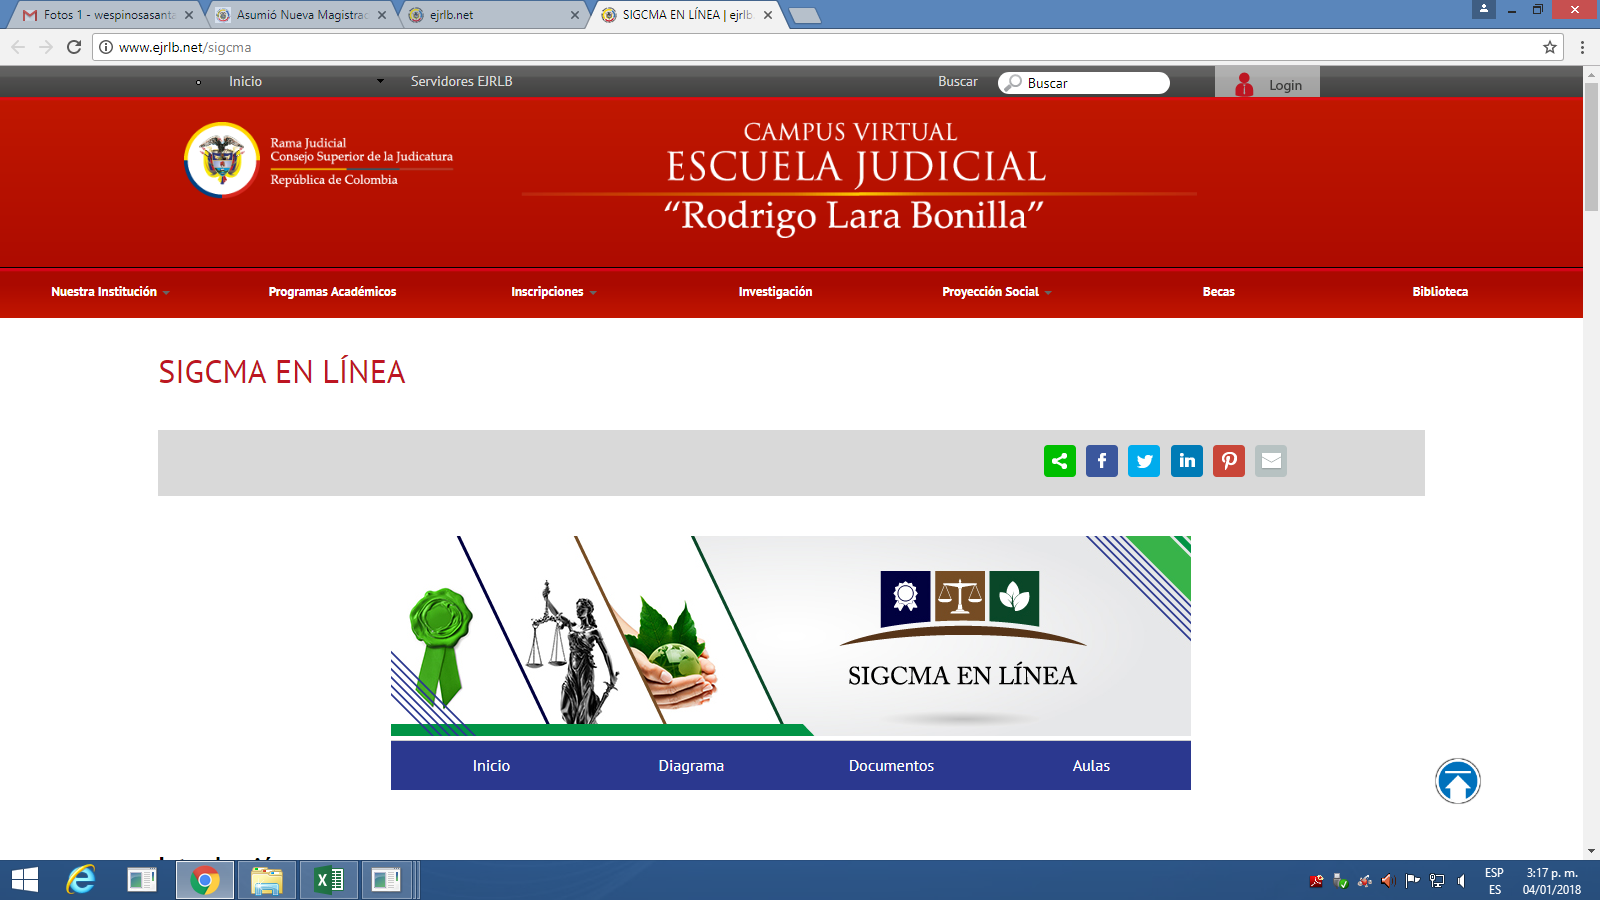 Fotos 1 - wespinosasanta
Asumió Nueva Magistrad
ejrlb.net
SIGCMA EN LÍNEA | ejrlb
www.ejrlb.net/sigcma
Inicio
Servidores EJRLB
Buscar
Buscar
Login
Rama Judicial
Consejo Superior de la Judicatura
República de Colombia
CAMPUS VIRTUAL
ESCUELA JUDICIAL
“Rodrigo Lara Bonilla”
Nuestra Institución
Programas Académicos
Inscripciones
Investigación
Proyección Social
Becas
Biblioteca
SIGCMA EN LÍNEA
SIGCMA EN LÍNEA
Inicio
Diagrama
Documentos
Aulas
ESP
ES
3:17 p. m.
04/01/2018